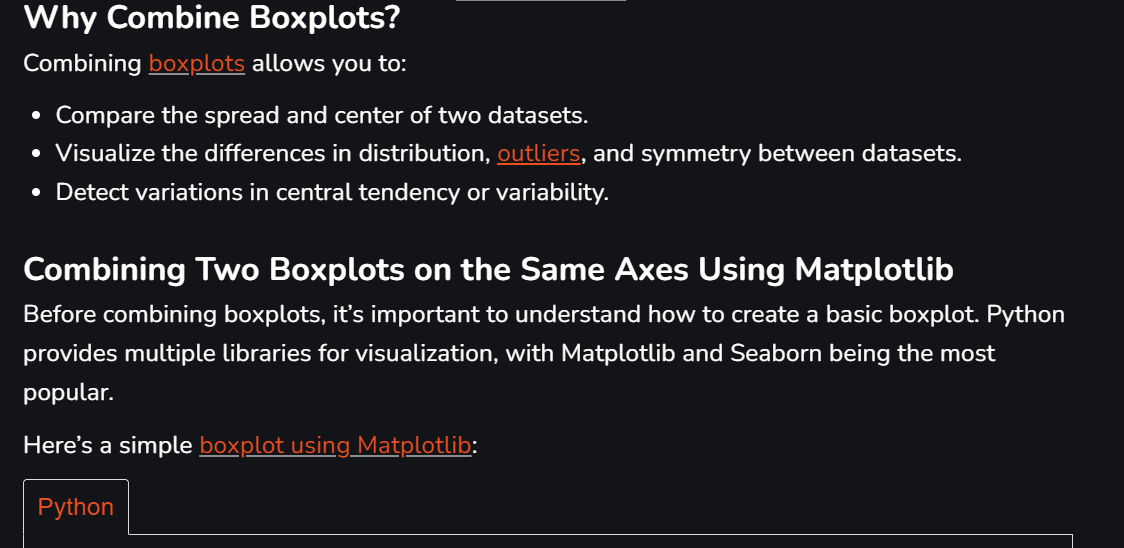 Why Combine Boxplots?
Combining boxplots allows you to:
• Compare the spread and center of two datasets.
• Visualize the differences in distribution, outliers, and symmetry between datasets.
• Detect variations in central tendency or variability.
Combining Two Boxplots on the Same Axes Using Matplotlib
Before combining boxplots, it’s important to understand how to create a basic boxplot. Python
provides multiple libraries for visualization, with Matplotlib and Seaborn being the most
popular.
Here’s a simple boxplot using Matplotlib:
Python